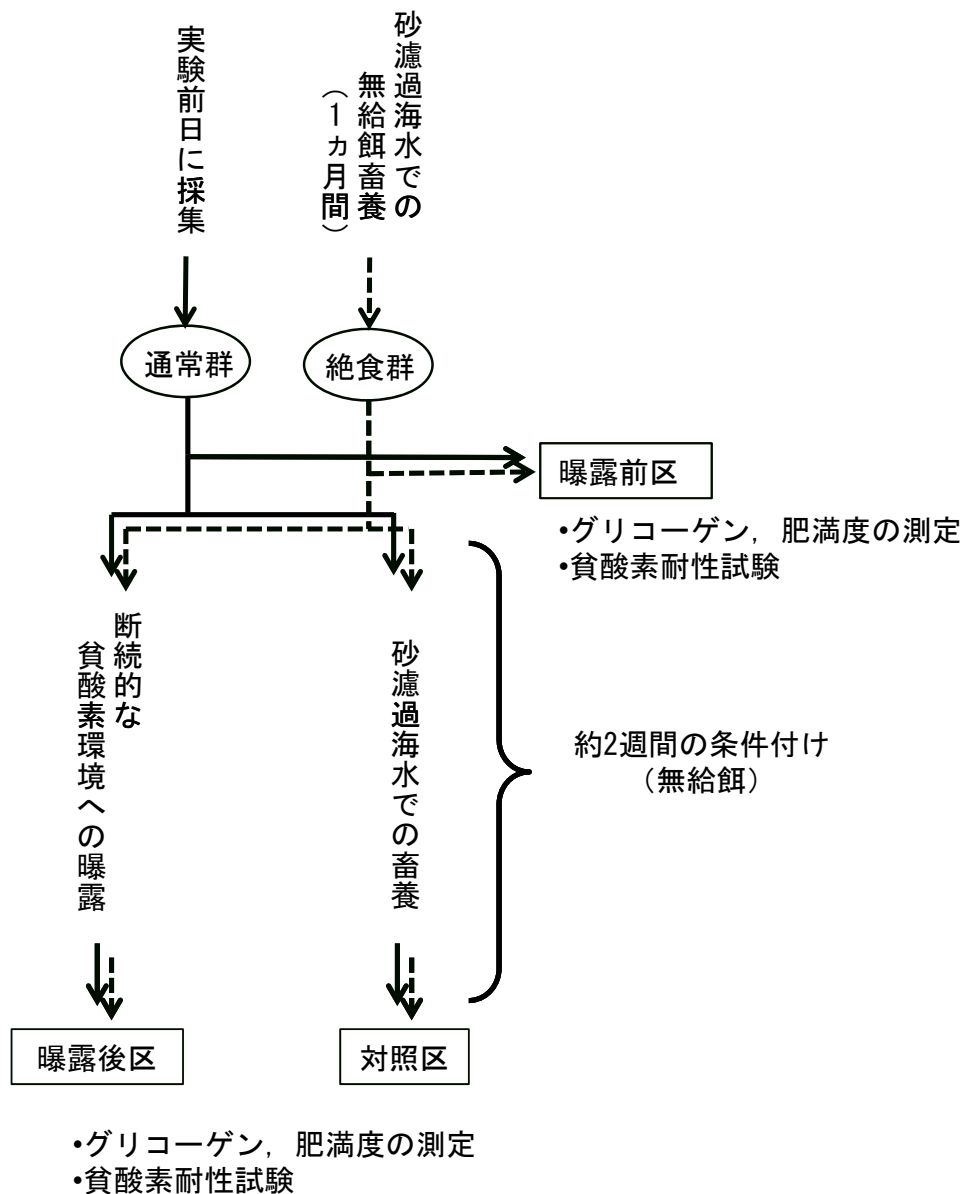 実験前日に採集
砂濾過海水での
無給餌畜養
（1ヵ月間）
通常群
絶食群
曝露前区
•グリコーゲン，肥満度の測定
•貧酸素耐性試験
断続的な
貧酸素環境への曝露
砂濾過海水での畜養
約2週間の条件付け
（無給餌）
曝露後区
対照区
•グリコーゲン，肥満度の測定
•貧酸素耐性試験